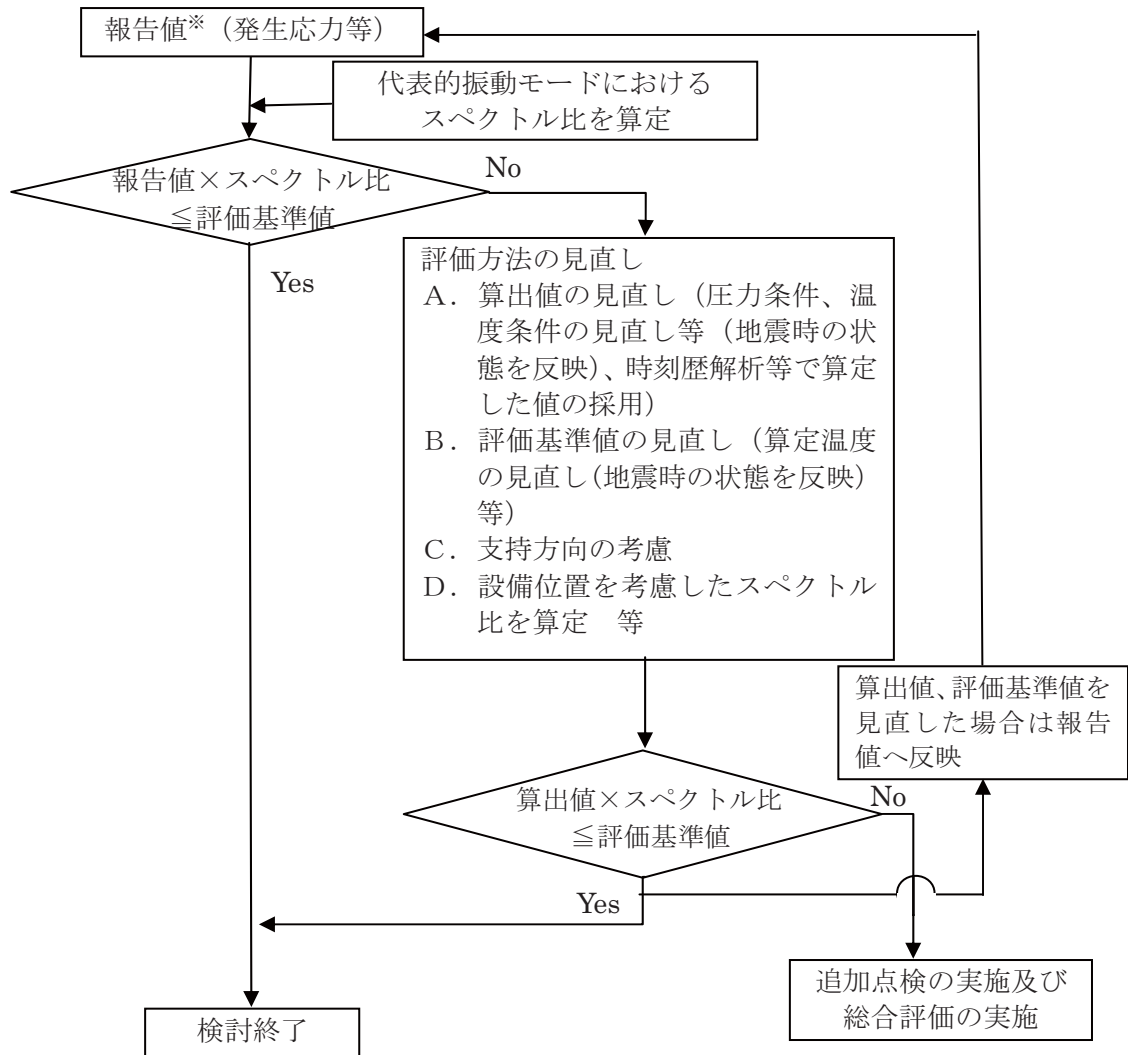 報告値※（発生応力等）
代表的振動モードにおける
スペクトル比を算定
報告値×スペクトル比
≦評価基準値
No
Yes
評価方法の見直し
Ａ．算出値の見直し（圧力条件、温
度条件の見直し等（地震時の状
態を反映）、時刻歴解析等で算定
した値の採用）
Ｂ．評価基準値の見直し（算定温度
の見直し（地震時の状態を反映）
等）
Ｃ．支持方向の考慮
Ｄ．設備位置を考慮したスペクトル
比を算定　等
算出値、評価基準値を
見直した場合は報告
値へ反映
算出値×スペクトル比
≦評価基準値
No
Yes
追加点検の実施及び
総合評価の実施
検討終了